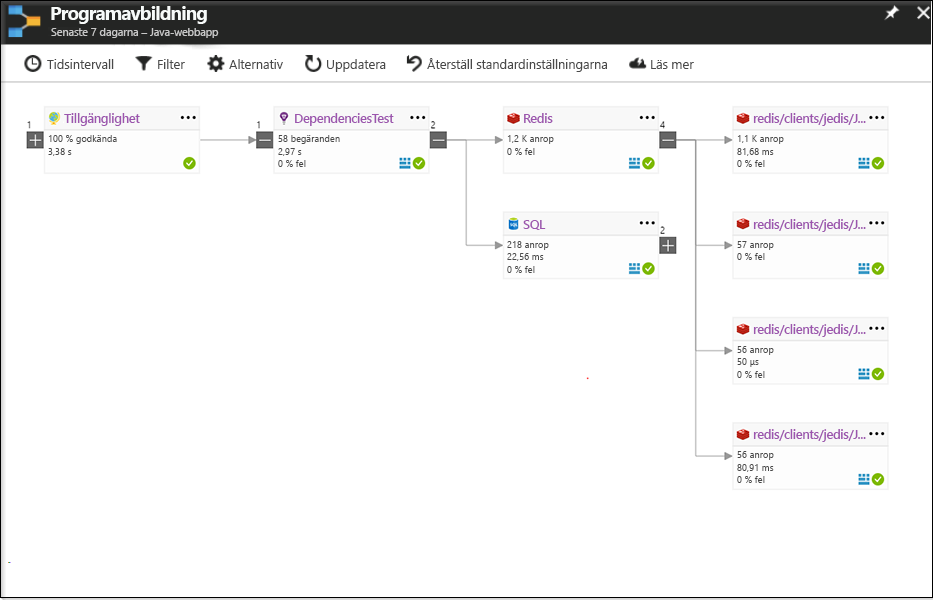 Programavbildning
Senaste 7 dagarna – Java-webbapp
Tidsintervall Filter Alternativ Uppdatera Återställ standardinställningarna Läs mer
1
Tillgänglighet
100 % godkända
3,38 s
1
DependenciesTest
58 begäranden
2,97 s
0 % fel
2
Redis
1,2 K anrop
0 % fel
4
SQL
218 anrop
22,56 ms
0 % fel
2
redis/clients/jedis/J...
1,1 K anrop
81,68 ms
0 % fel
redis/clients/jedis/J...
57 anrop
0 % fel
redis/clients/jedis/J...
56 anrop
50 µs
0 % fel
redis/clients/jedis/J...
56 anrop
80,91 ms
0 % fel